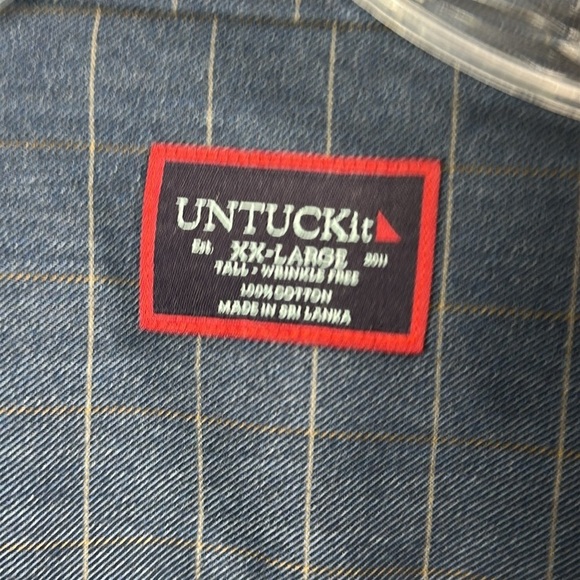 UNTUCKit
Est. XX-LARGE 2011
TALL - WRINKLE FREE
100% COTTON
MADE IN SRI LANKA